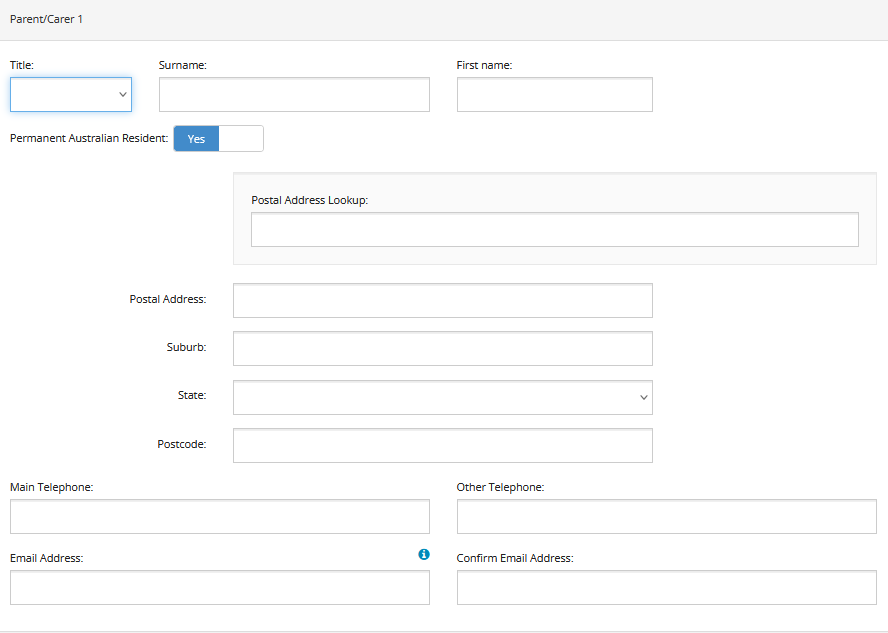 Parent/Carer 1
Title: Surname: First name:
Permanent Australian Resident: Yes
Postal Address Lookup:
Postal Address:
Suburb:
State:
Postcode:
Main Telephone: Other Telephone:
Email Address: Confirm Email Address: